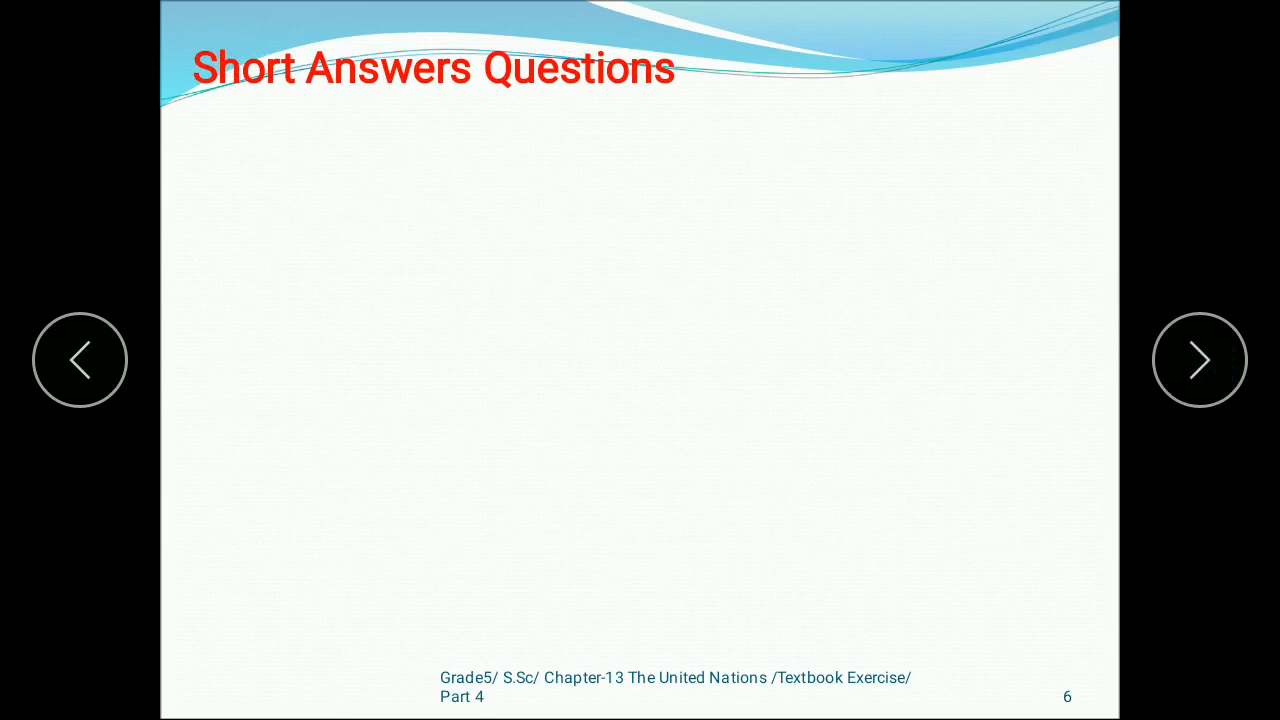 Short Answers Questions
Grade5/ S.Sc/ Chapter-13 The United Nations /Textbook Exercise/
Part 4
6